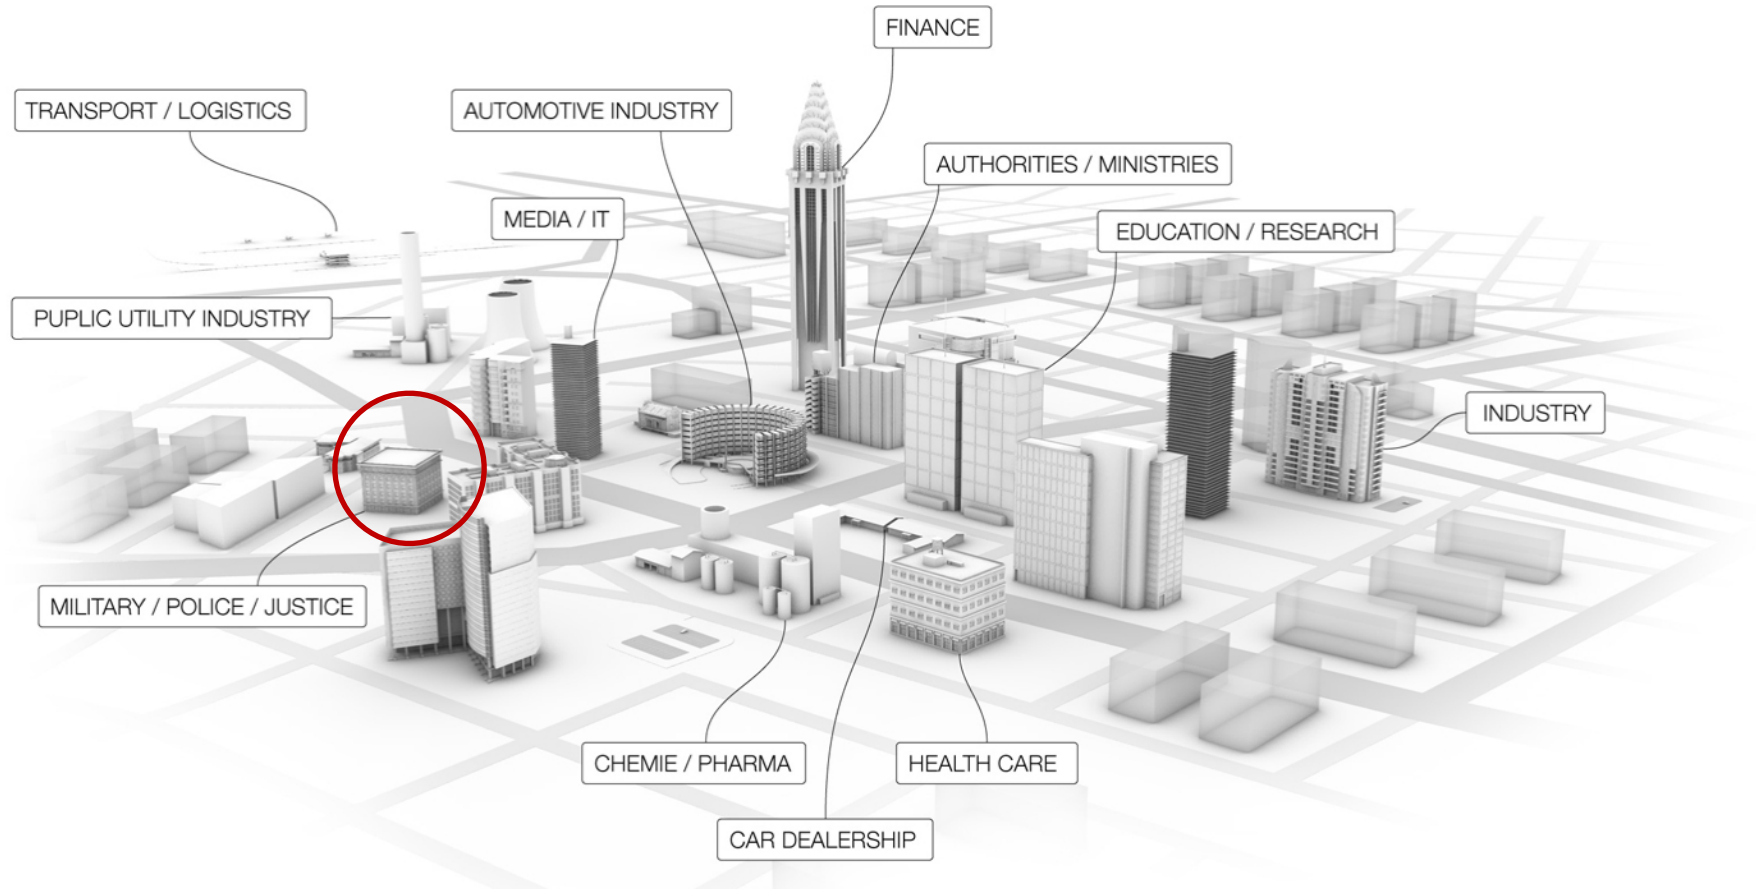 FINANCE
TRANSPORT / LOGISTICS
AUTOMOTIVE INDUSTRY
AUTHORITIES / MINISTRIES
MEDIA / IT
EDUCATION / RESEARCH
PUPLIC UTILITY INDUSTRY
INDUSTRY
MILITARY / POLICE / JUSTICE
CHEMIE / PHARMA
HEALTH CARE
CAR DEALERSHIP